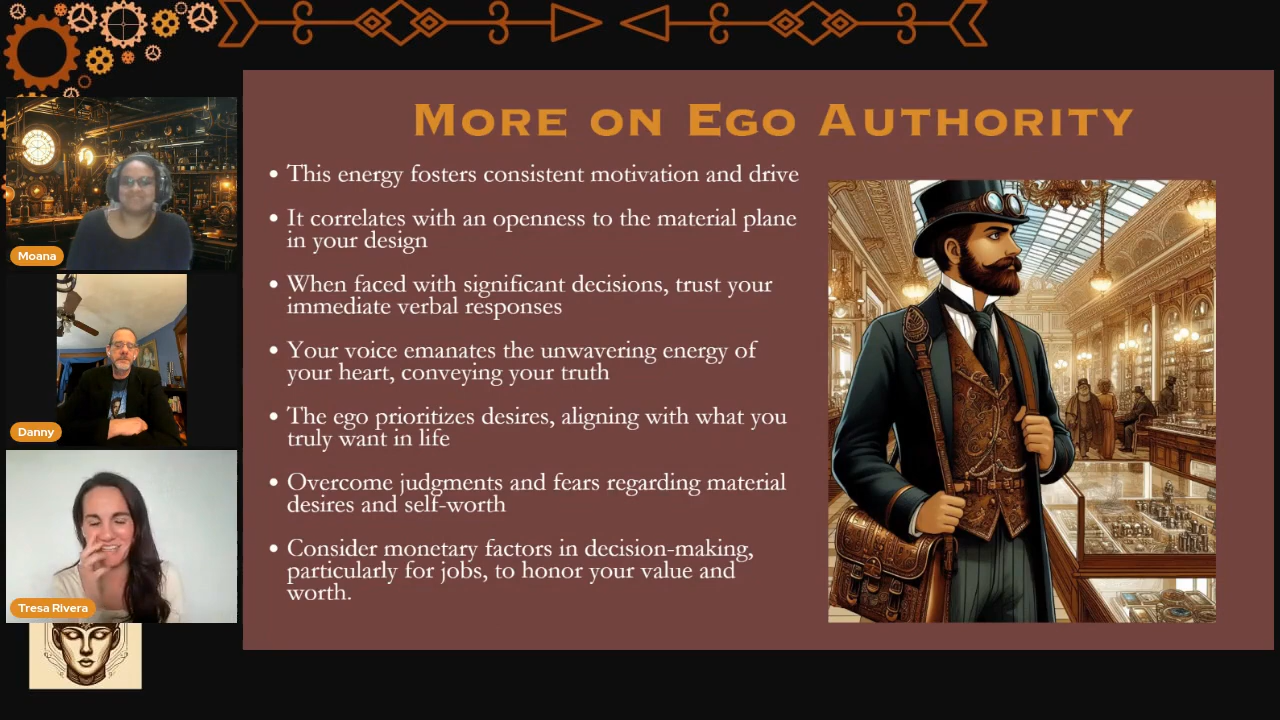 More on Ego Authority
• This energy fosters consistent motivation and drive
• It correlates with an openness to the material plane
in your design
• When faced with significant decisions, trust your
immediate verbal responses
• Your voice emanates the unwavering energy of
your heart, conveying your truth
• The ego prioritizes desires, aligning with what you
truly want in life
• Overcome judgments and fears regarding material
desires and self-worth
• Consider monetary factors in decision-making,
particularly for jobs, to honor your value and
worth.
Moana
Danny
Tresa Rivera